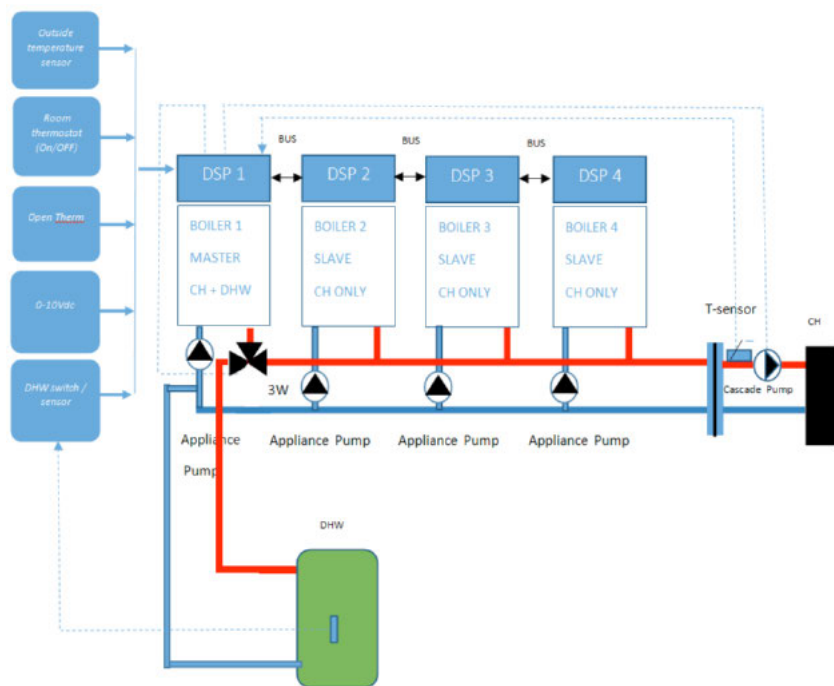 Outside
temperature
sensor
Room
thermostat
(On/OFF)
Open Therm
0-10Vdc
DHW switch /
sensor
BUS
BUS
BUS
DSP 1
DSP 2
DSP 3
DSP 4
BOILER 1
MASTER
CH + DHW
BOILER 2
SLAVE
CH ONLY
BOILER 3
SLAVE
CH ONLY
BOILER 4
SLAVE
CH ONLY
T-sensor
CH
3W
Cascade Pump
Appliance
Pump
Appliance Pump
Appliance Pump
Appliance Pump
DHW